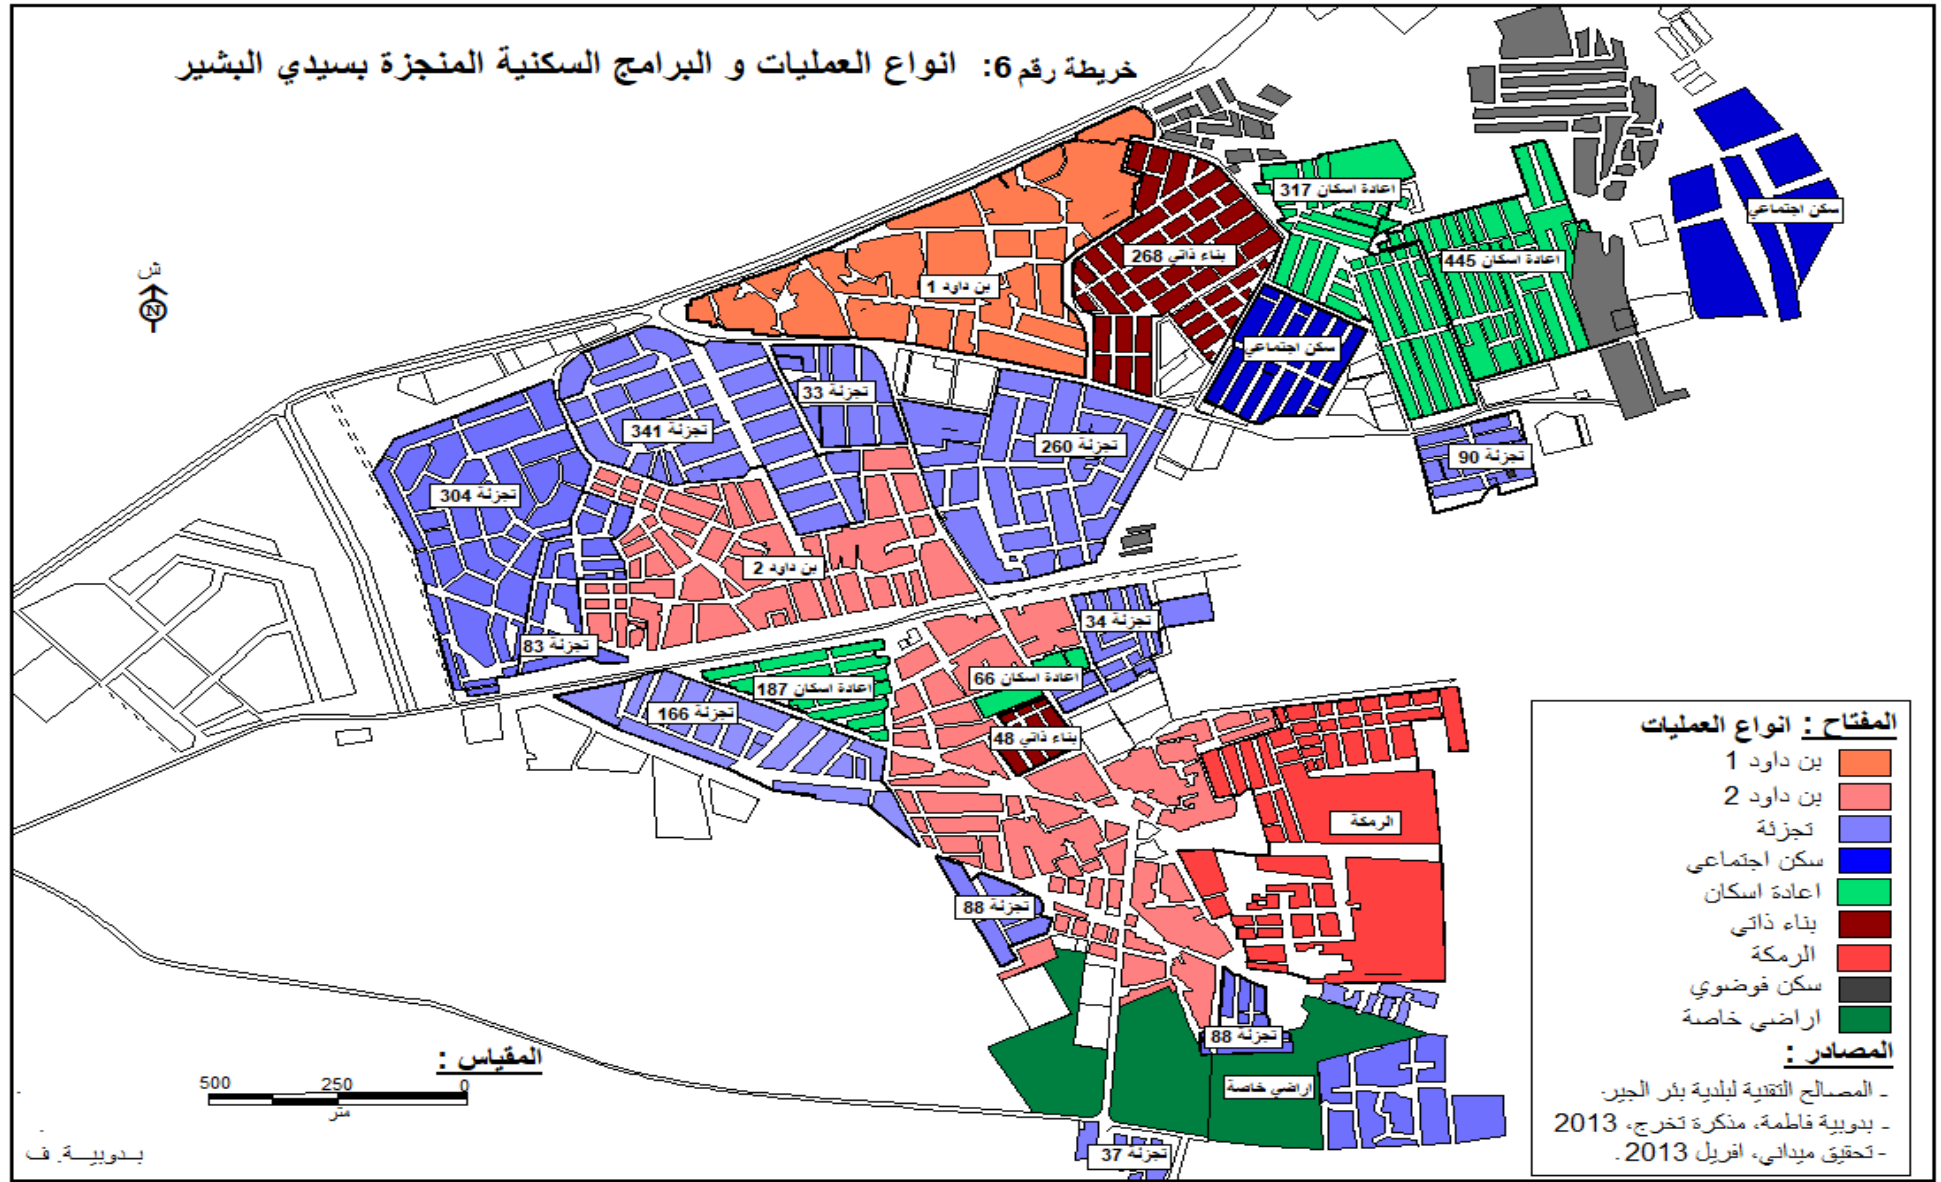 خريطة رقم 6: انواع العمليات و البرامج السكنية المنجزة بسيدي البشير
ش
N
اعادة اسكان 317
سكن اجتماعي
بناء ذاتي 268
اعادة اسكان 445
بن داود 1
سكن اجتماعي
تجزئة 33
تجزئة 341
تجزئة 260
تجزئة 90
تجزئة 304
بن داود 2
تجزئة 34
تجزئة 83
اعادة اسكان 66
اعادة اسكان 187
تجزئة 166
بناء ذاتي 48
الرمكة
تجزئة 88
تجزئة 88
اراضي خاصة
تجزئة 37
المفتاح : انواع العمليات
بن داود 1
بن داود 2
تجزئة
سكن اجتماعي
اعادة اسكان
بناء ذاتي
الرمكة
سكن فوضوي
اراضي خاصة
المصادر :
- المصالح التقنية لبلدية بئر الجير.
- بدوبية فاطمة، مذكرة تخرج، 2013
- تحقيق ميداني، افريل 2013.
المقياس :
500 250 0
متر
بـدوبيـــة. ف